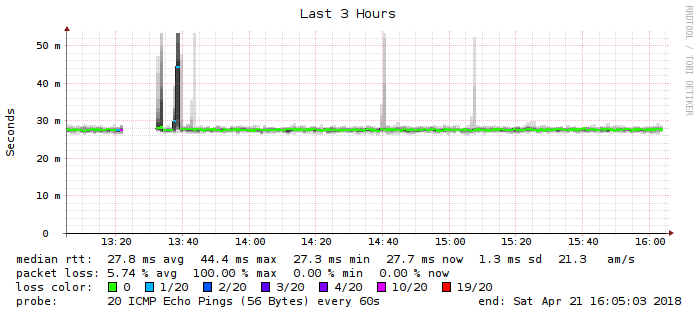 Last 3 Hours
RRDTOOL / TOBI OETIKER
Seconds
50 m
40 m
30 m
20 m
10 m
0
13:20 13:40 14:00 14:20 14:40 15:00 15:20 15:40 16:00
median rtt: 27.8 ms avg 44.4 ms max 27.3 ms min 27.7 ms now 1.3 ms sd 21.3 am/s
packet loss: 5.74 % avg 100.00 % max 0.00 % min 0.00 % now
loss color: 0 1/20 2/20 3/20 4/20 10/20 19/20
probe: 20 ICMP Echo Pings (56 Bytes) every 60s end: Sat Apr 21 16:05:03 2018